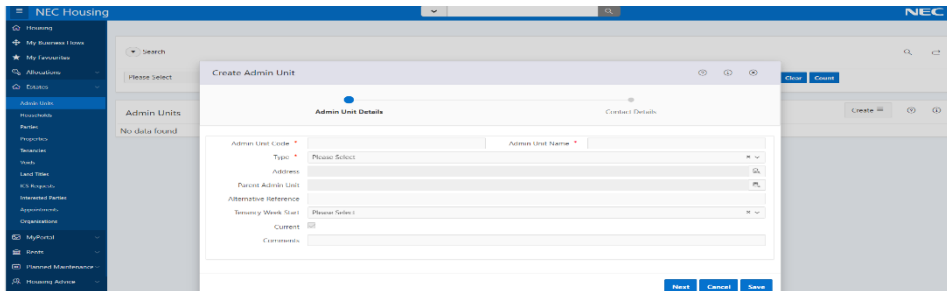 NEC Housing
NEC
Housing
My Business Flows
My Favourites
Allocations
Estates
Admin Units
Households
Parties
Properties
Tenancies
Voids
Land Titles
ICS Requests
Interested Parties
Appointments
Organisations
MyPortal
Rents
Planned Maintenance
Housing Advice
Search
Please Select
Clear
Count
Admin Units
Create
No data found
Create Admin Unit
Admin Unit Details
Contact Details
Admin Unit Code *
Admin Unit Name *
Type * Please Select
Address
Parent Admin Unit
Alternative Reference
Tenancy Week Start Please Select
Current
Comments
Next Cancel Save